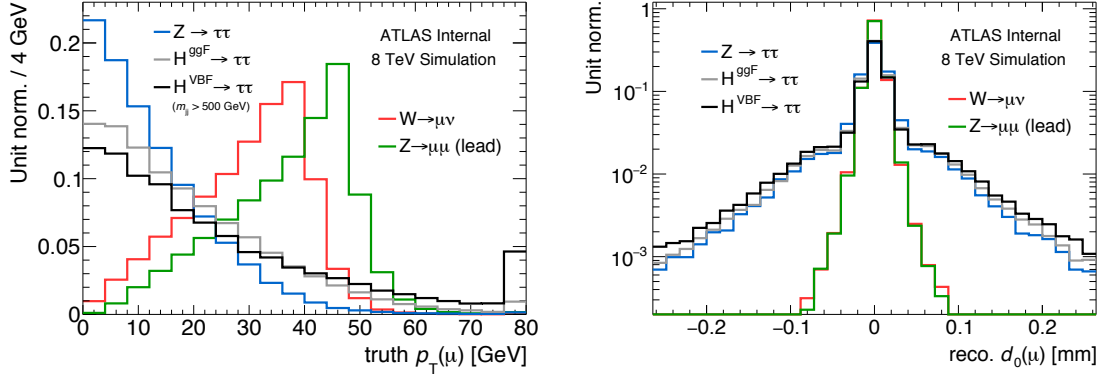 Unit norm. / 4 GeV
0.2
0.15
0.1
0.05
0
Z → ττ
H^ggF → ττ
H^VBF → ττ
(m_jj > 500 GeV)
ATLAS Internal
8 TeV Simulation
W→μν
Z→μμ (lead)
0 10 20 30 40 50 60 70 80
truth p_T(μ) [GeV]
Unit norm.
1
10^−1
10^−2
10^−3
Z → ττ
H^ggF → ττ
H^VBF → ττ
ATLAS Internal
8 TeV Simulation
W→μν
Z→μμ (lead)
−0.2 −0.1 0 0.1 0.2
reco. d_0(μ) [mm]